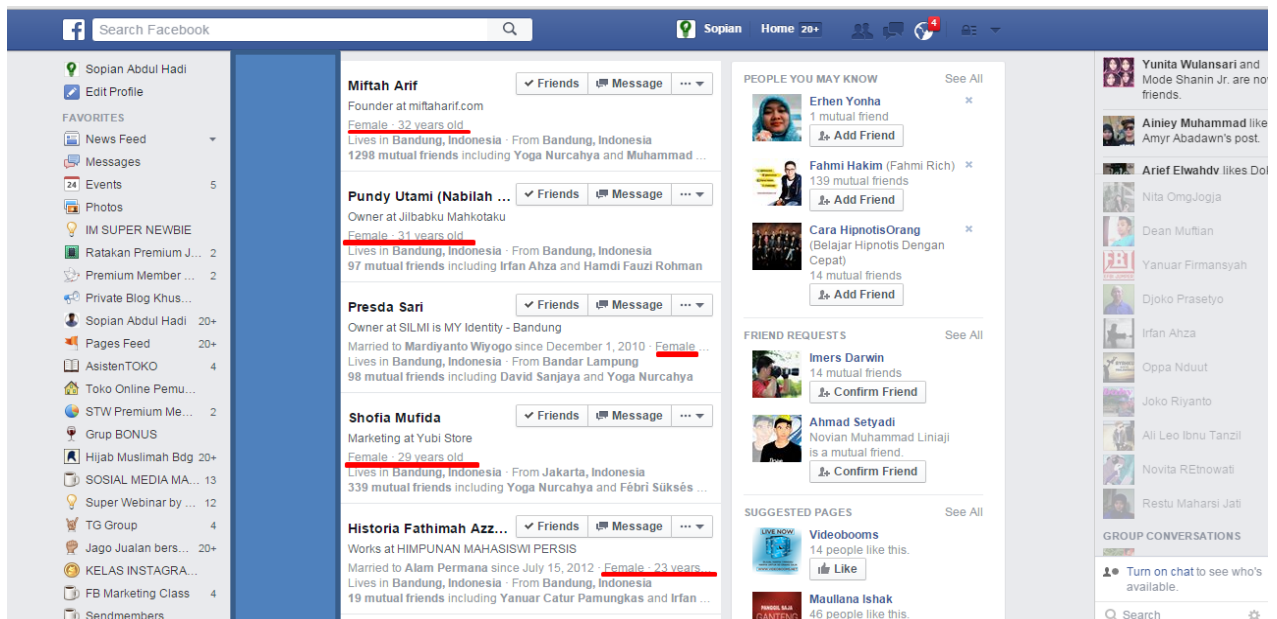 Search Facebook
Sopian
Home 20+
4
Sopian Abdul Hadi
Edit Profile
FAVORITES
News Feed
Messages
24 Events 5
Photos
IM SUPER NEWBIE
Ratakan Premium J... 2
Premium Member ... 2
Private Blog Khus...
Sopian Abdul Hadi 20+
Pages Feed 20+
AsistenTOKO 4
Toko Online Pemu...
STW Premium Me... 2
Grup BONUS
Hijab Muslimah Bdg 20+
SOSIAL MEDIA MA... 13
Super Webinar by ... 12
TG Group 4
Jago Jualan bers... 20+
KELAS INSTAGRA...
FB Marketing Class 4
Sendmembers
Miftah Arif
Friends Message ...
Founder at miftaharif.com
Female · 32 years old
Lives in Bandung, Indonesia · From Bandung, Indonesia
1298 mutual friends including Yoga Nurcahya and Muhammad ...
Pundy Utami (Nabilah ...
Friends Message ...
Owner at Jilbabku Mahkotaku
Female · 31 years old
Lives in Bandung, Indonesia · From Bandung, Indonesia
97 mutual friends including Irfan Ahza and Hamdi Fauzi Rohman
Presda Sari
Friends Message ...
Owner at SILMI is MY Identity - Bandung
Married to Mardiyanto Wiyogo since December 1, 2010 · Female ...
Lives in Bandung, Indonesia · From Bandar Lampung
98 mutual friends including David Sanjaya and Yoga Nurcahya
Shofia Mufida
Friends Message ...
Marketing at Yubi Store
Female · 29 years old
Lives in Bandung, Indonesia · From Jakarta, Indonesia
339 mutual friends including Yoga Nurcahya and Fébrî Süksês ...
Historia Fathimah Azz...
Friends Message ...
Works at HIMPUNAN MAHASISWI PERSIS
Married to Alam Permana since July 15, 2012 · Female · 23 years...
Lives in Bandung, Indonesia · From Bandung, Indonesia
19 mutual friends including Yanuar Catur Pamungkas and Irfan ...
PEOPLE YOU MAY KNOW See All
Erhen Yonha
1 mutual friend
Add Friend
Fahmi Hakim (Fahmi Rich)
139 mutual friends
Add Friend
Cara HipnotisOrang
(Belajar Hipnotis Dengan
Cepat)
14 mutual friends
Add Friend
FRIEND REQUESTS See All
Imers Darwin
14 mutual friends
Confirm Friend
Ahmad Setyadi
Novian Muhammad Liniaji
is a mutual friend.
Confirm Friend
SUGGESTED PAGES See All
LIVE NOW
Videobooms
14 people like this.
Like
GANTENG
Maullana Ishak
46 people like this.
Yunita Wulansari and
Mode Shanin Jr. are no
friends.
Ainiey Muhammad like
Amyr Abadawn's post.
Arief Elwahdy likes Dol
Nita OmgJogja
Dean Muftian
FBI
Yanuar Firmansyah
Djoko Prasetyo
Irfan Ahza
Oppa Nduut
Joko Riyanto
Ali Leo Ibnu Tanzil
Novita REtnowati
Restu Maharsi Jati
GROUP CONVERSATIONS
Turn on chat to see who's
available.
Search